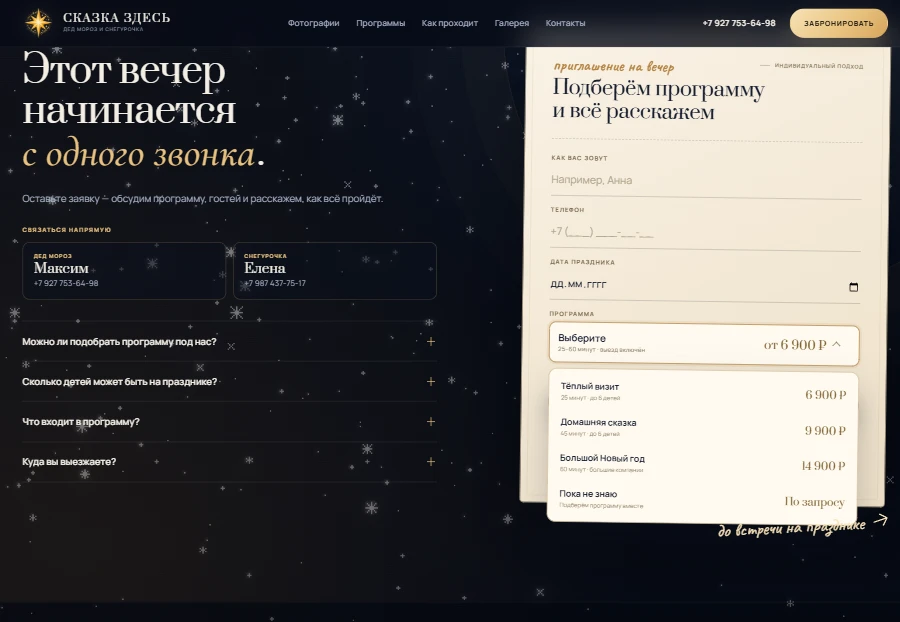 СКАЗКА ЗДЕСЬ
ДЕД МОРОЗ И СНЕГУРОЧКА
Фотографии
Программы
Как проходит
Галерея
Контакты
+7 927 753-64-98
ЗАБРОНИРОВАТЬ
Этот вечер
начинается
с одного звонка.
Оставьте заявку — обсудим программу, гостей и расскажем, как всё пройдёт.
СВЯЗАТЬСЯ НАПРЯМУЮ
ДЕД МОРОЗ
Максим
+7 927 753-64-98
СНЕГУРОЧКА
Елена
+7 987 437-75-17
Можно ли подобрать программу под нас? +
Сколько детей может быть на празднике? +
Что входит в программу? +
Куда вы выезжаете? +
приглашение на вечер
ИНДИВИДУАЛЬНЫЙ ПОДХОД
Подберём программу
и всё расскажем
КАК ВАС ЗОВУТ
Например, Анна
ТЕЛЕФОН
+7 (___) ___-__-__
ДАТА ПРАЗДНИКА
ДД.ММ.ГГГГ
ПРОГРАММА
Выберите
25–60 минут · выезд включён
от 6 900 ₽
Тёплый визит
25 минут · до 6 детей
6 900 ₽
Домашняя сказка
45 минут · до 6 детей
9 900 ₽
Большой Новый год
60 минут · большие компании
14 900 ₽
Пока не знаю
Подберём программу вместе
По запросу
до встречи на празднике